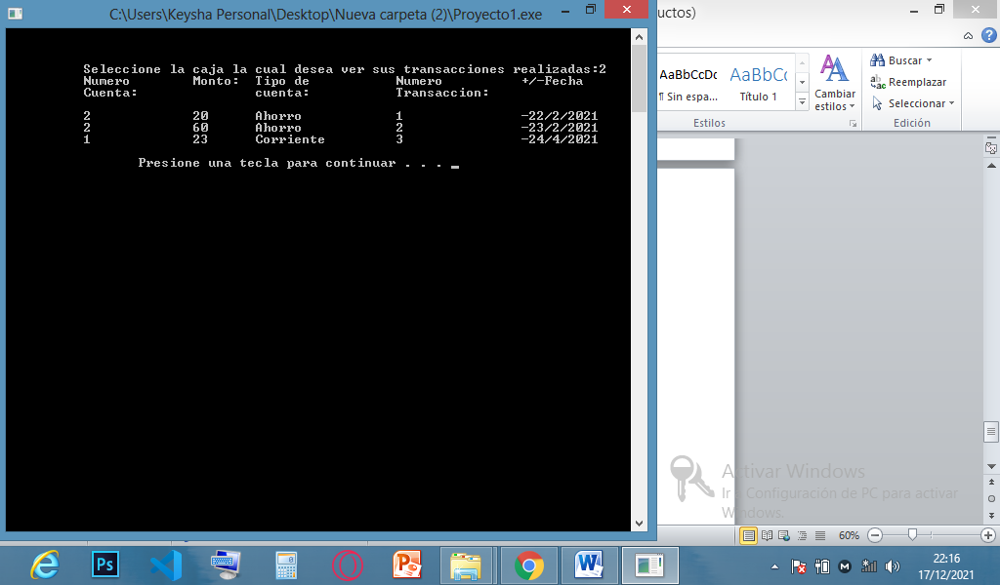 C:\Users\Keysha Personal\Desktop\Nueva carpeta (2)\Proyecto1.exe
uctos)
Seleccione la caja la cual desea ver sus transacciones realizadas:2
Numero Monto: Tipo de Numero +/-Fecha
Cuenta: cuenta: Transaccion:
2 20 Ahorro 1 -22/2/2021
2 60 Ahorro 2 -23/2/2021
1 23 Corriente 3 -24/4/2021
Presione una tecla para continuar . . . _
AaBbCcDc AaBbCc
¶ Sin espa... Título 1
Cambiar
estilos
Estilos
Buscar
Reemplazar
Seleccionar
Edición
Activar Windows
Ir a Configuración de PC para activar
Windows.
60%
Ps
22:16
17/12/2021